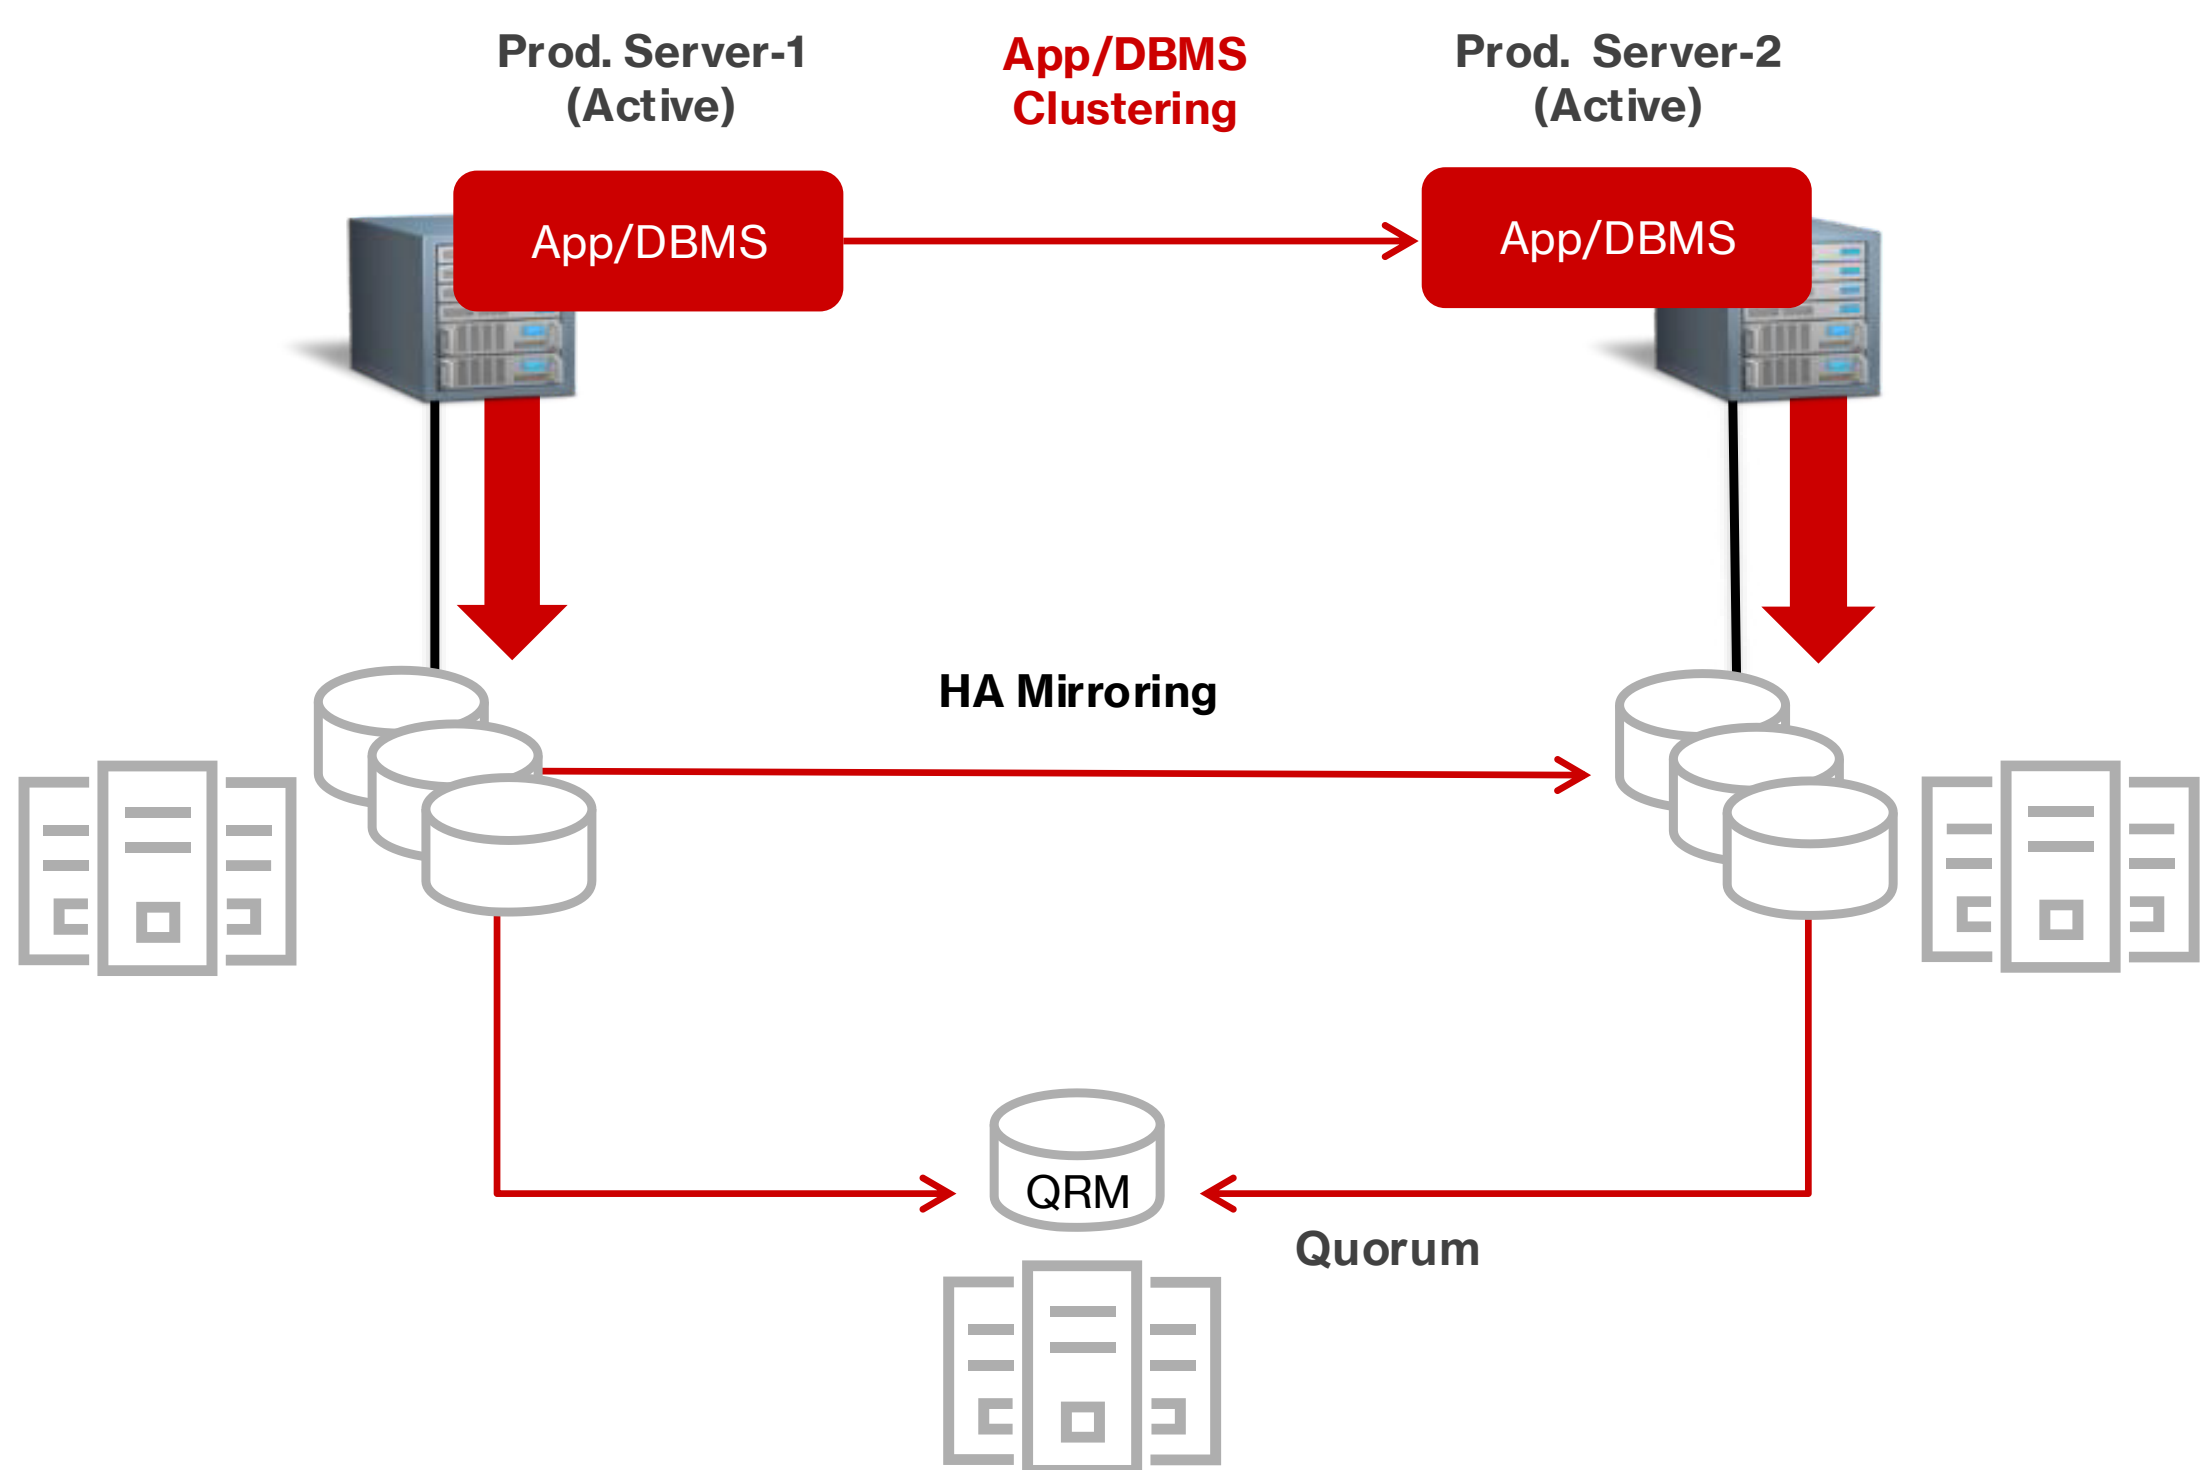 Prod. Server-1
(Active)
App/DBMS
Clustering
Prod. Server-2
(Active)
App/DBMS
App/DBMS
HA Mirroring
QRM
Quorum